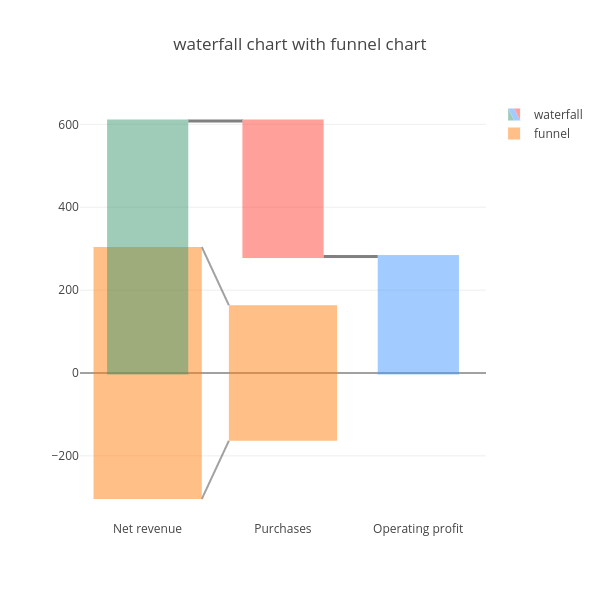 waterfall chart with funnel chart
waterfall
funnel
600
400
200
0
−200
Net revenue
Purchases
Operating profit